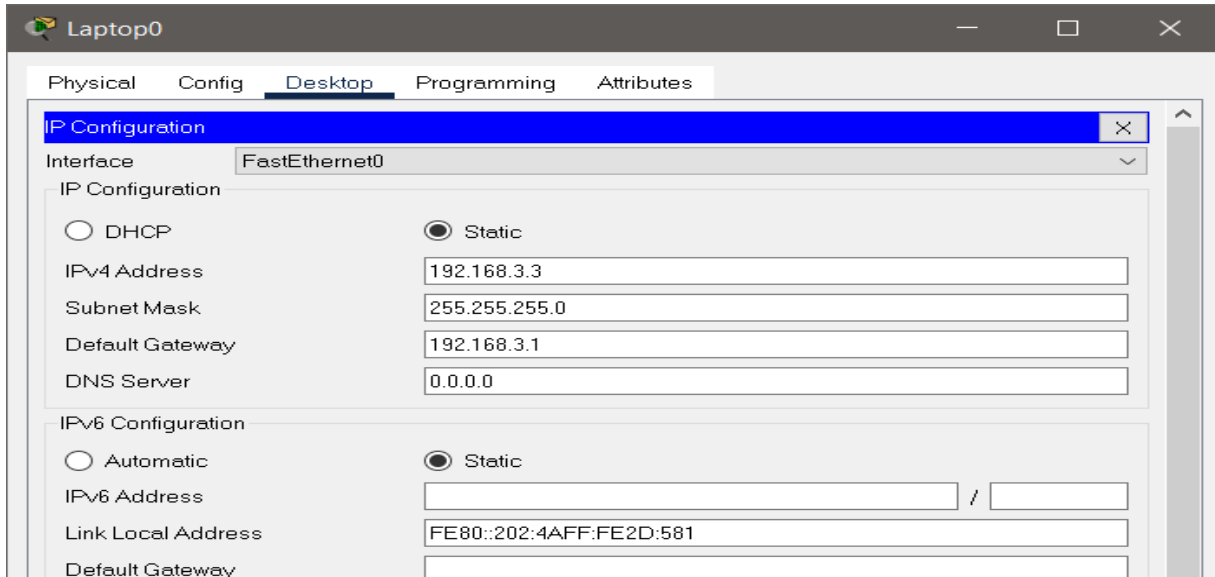 Laptop0
Physical Config Desktop Programming Attributes
IP Configuration X
Interface FastEthernet0
IP Configuration
DHCP Static
IPv4 Address 192.168.3.3
Subnet Mask 255.255.255.0
Default Gateway 192.168.3.1
DNS Server 0.0.0.0
IPv6 Configuration
Automatic Static
IPv6 Address /
Link Local Address FE80::202:4AFF:FE2D:581
Default Gateway